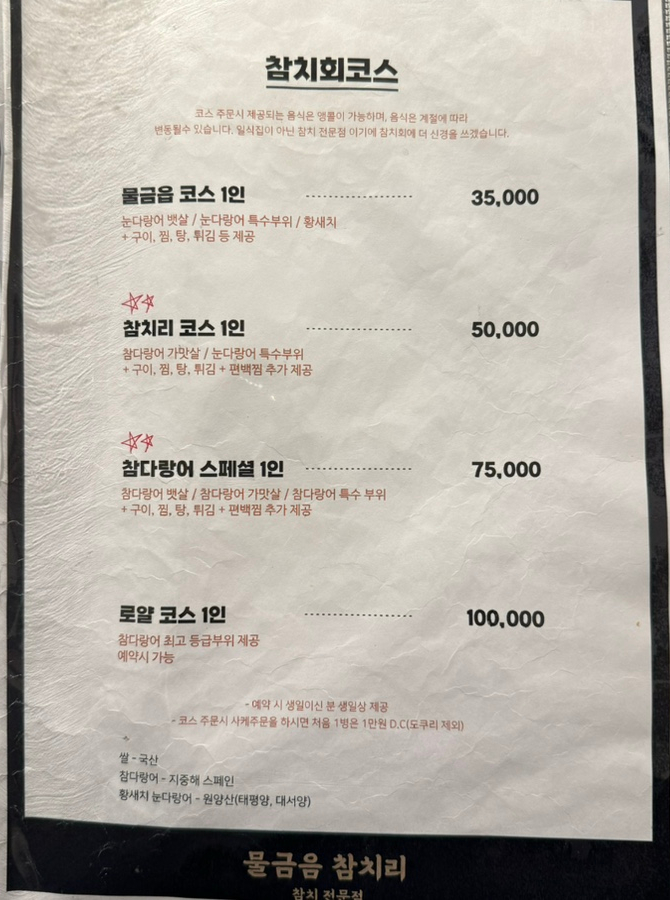 참치회코스
코스 주문시 제공되는 음식은 앵콜이 가능하며, 음식은 계절에 따라
변동될수 있습니다. 일식집이 아닌 참치 전문점 이기에 참치회에 더 신경을 쓰겠습니다.
물금읍 코스 1인 35,000
눈다랑어 뱃살 / 눈다랑어 특수부위 / 황새치
+ 구이, 찜, 탕, 튀김 등 제공
참치리 코스 1인 50,000
참다랑어 가맛살 / 눈다랑어 특수부위
+ 구이, 찜, 탕, 튀김 + 편백찜 추가 제공
참다랑어 스페셜 1인 75,000
참다랑어 뱃살 / 참다랑어 가맛살 / 참다랑어 특수 부위
+ 구이, 찜, 탕, 튀김 + 편백찜 추가 제공
로얄 코스 1인 100,000
참다랑어 최고 등급부위 제공
예약시 가능
- 예약 시 생일이신 분 생일상 제공
- 코스 주문시 사케주문을 하시면 처음 1병은 1만원 D.C(도쿠리 제외)
쌀 - 국산
참다랑어 - 지중해 스페인
황새치 눈다랑어 - 원양산(태평양, 대서양)
물금읍 참치리
참치 전문점